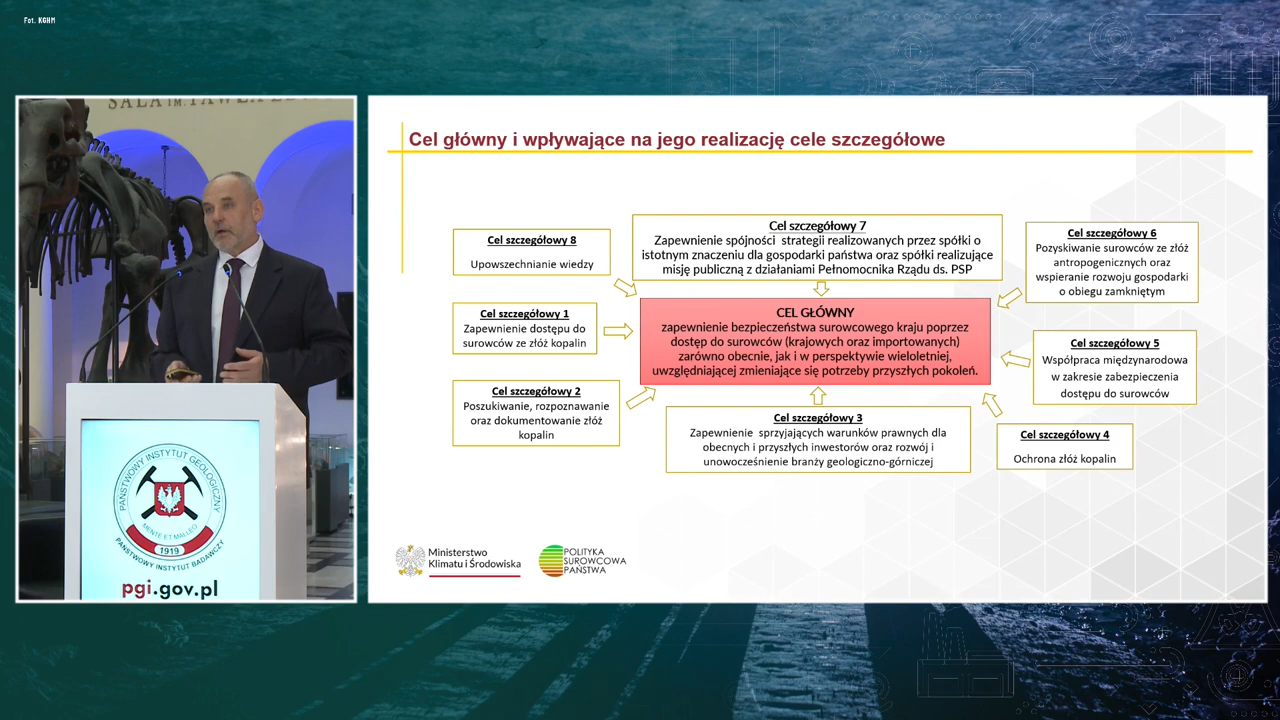 Fot. KGHM
SALA IM. PAWŁA
Cel główny i wpływające na jego realizację cele szczegółowe
Cel szczegółowy 8
Upowszechnianie wiedzy
Cel szczegółowy 7
Zapewnienie spójności strategii realizowanych przez spółki o
istotnym znaczeniu dla gospodarki państwa oraz spółki realizujące
misję publiczną z działaniami Pełnomocnika Rządu ds. PSP
Cel szczegółowy 6
Pozyskiwanie surowców ze złóż
antropogenicznych oraz
wspieranie rozwoju gospodarki
o obiegu zamkniętym
Cel szczegółowy 1
Zapewnienie dostępu do
surowców ze złóż kopalin
CEL GŁÓWNY
zapewnienie bezpieczeństwa surowcowego kraju poprzez
dostęp do surowców (krajowych oraz importowanych)
zarówno obecnie, jak i w perspektywie wieloletniej,
uwzględniającej zmieniające się potrzeby przyszłych pokoleń.
Cel szczegółowy 5
Współpraca międzynarodowa
w zakresie zabezpieczenia
dostępu do surowców
Cel szczegółowy 2
Poszukiwanie, rozpoznawanie
oraz dokumentowanie złóż
kopalin
Cel szczegółowy 3
Zapewnienie sprzyjających warunków prawnych dla
obecnych i przyszłych inwestorów oraz rozwój i
unowocześnienie branży geologiczno-górniczej
Cel szczegółowy 4
Ochrona złóż kopalin
Ministerstwo
Klimatu i Środowiska
POLITYKA
SUROWCOWA
PAŃSTWA
PAŃSTWOWY INSTYTUT GEOLOGICZNY
MENTE ET MALLEO
1919
PAŃSTWOWY INSTYTUT BADAWCZY
pgi.gov.pl